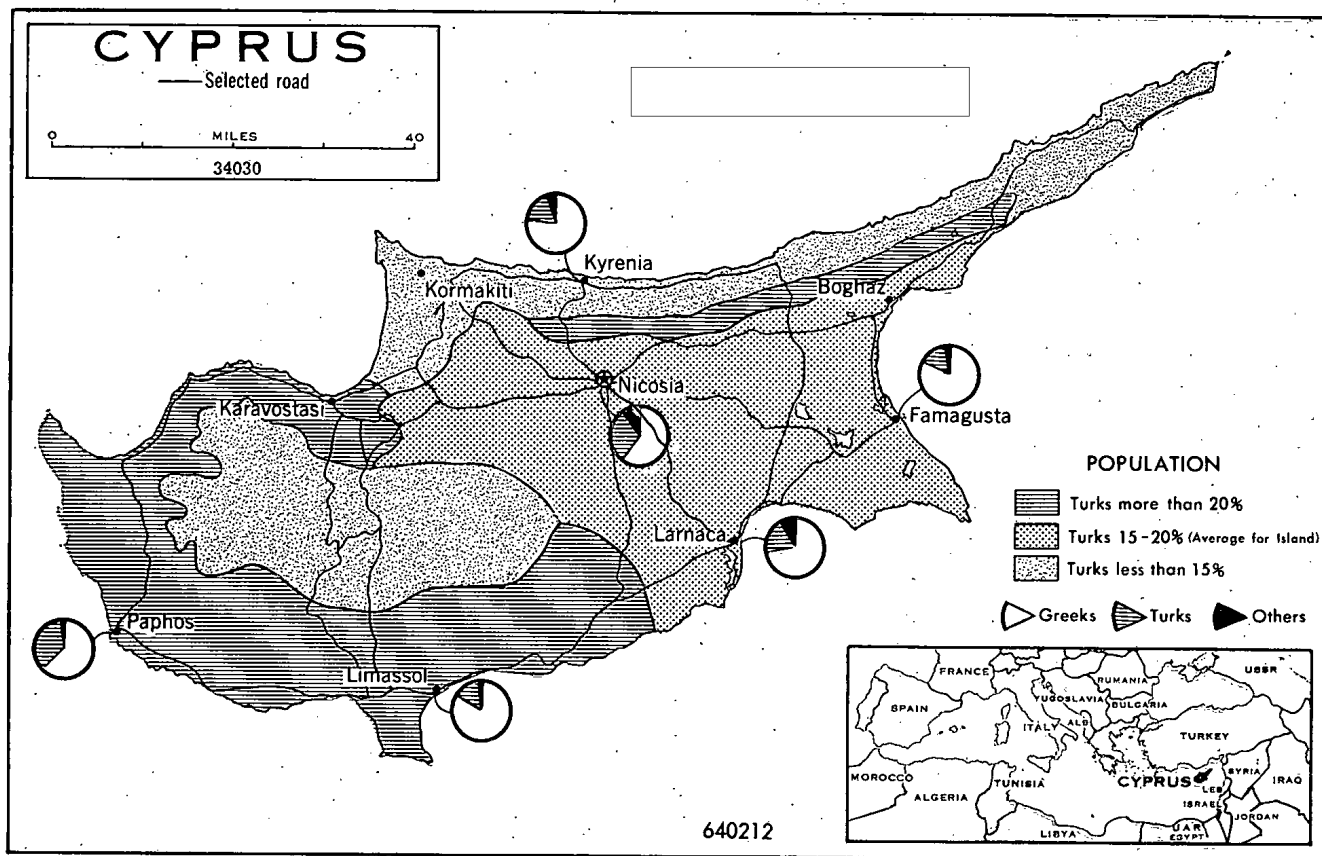 CYPRUS
Selected road
0 MILES 40
34030
Kyrenia
Kormakiti
Boghaz
Nicosia
Karavostasi
Famagusta
Larnaca
Paphos
Limassol
POPULATION
Turks more than 20%
Turks 15-20% (Average for Island)
Turks less than 15%
Greeks Turks Others
FRANCE
USSR
RUMANIA
YUGOSLAVIA
BULGARIA
SPAIN
ITALY
ALB
TURKEY
MOROCCO
ALGERIA
TUNISIA
CYPRUS
SYRIA
LEB
IRAQ
ISRAEL
JORDAN
LIBYA
UAR
EGYPT
640212